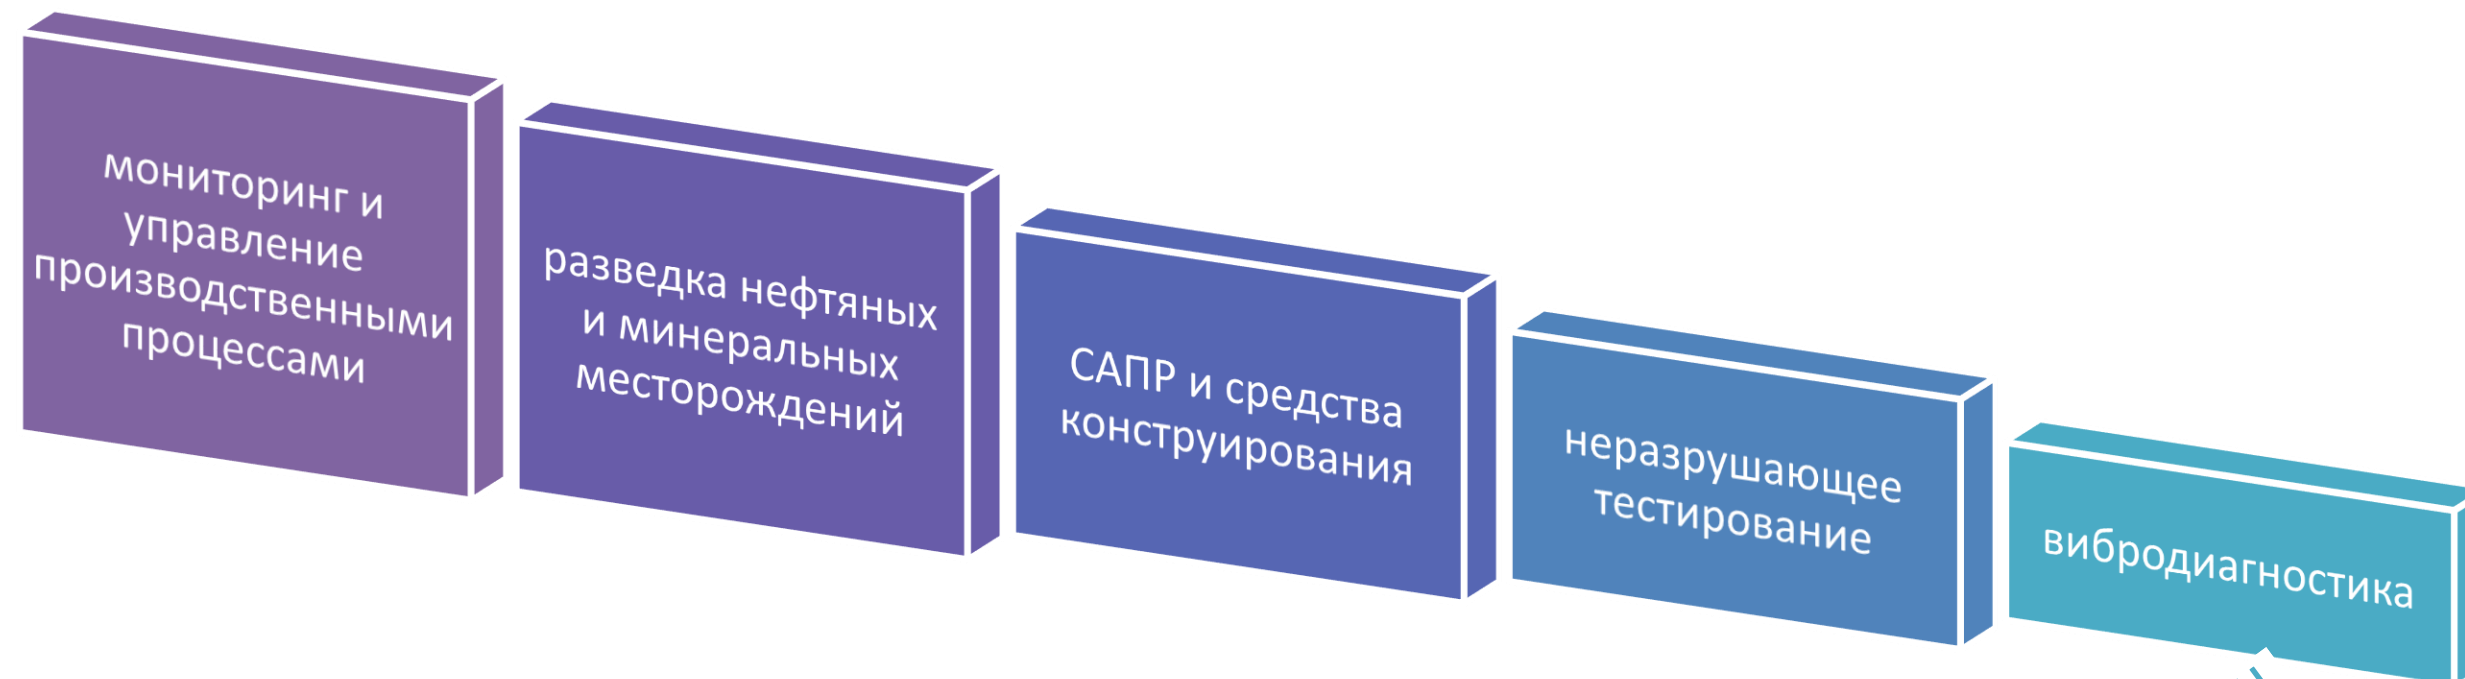 мониторинг и
управление
производственными
процессами
разведка нефтяных
и минеральных
месторождений
САПР и средства
конструирования
неразрушающее
тестирование
вибродиагностика